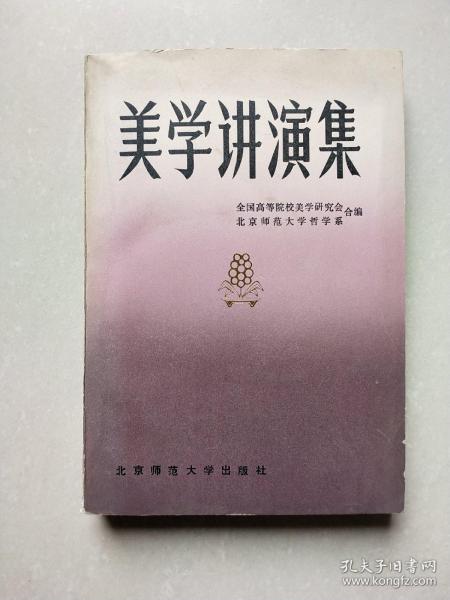 美学讲演集
全国高等院校美学研究会
北京师范大学哲学系
合编
北京师范大学出版社
孔夫子旧书网
www.kongfz.com